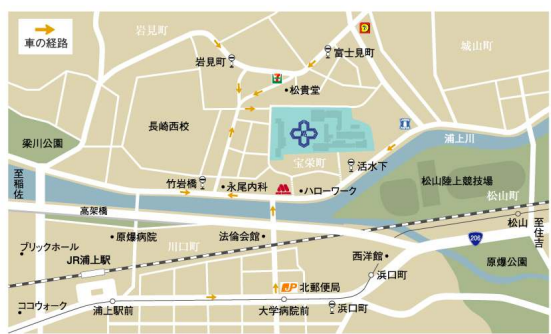 車の経路
岩見町
城山町
岩見町
富士見町
7
松貴堂
長崎西校
梁川公園
浦上川
宝栄町
活水下
至稲佐
竹岩橋
永尾内科
ハローワーク
松山陸上競技場
松山町
高架橋
松山
至住吉
206
ブリックホール
原爆病院
川口町
法倫会館
西洋館
原爆公園
JR浦上駅
浜口町
JP
北郵便局
ココウォーク
浦上駅前
大学病院前
浜口町